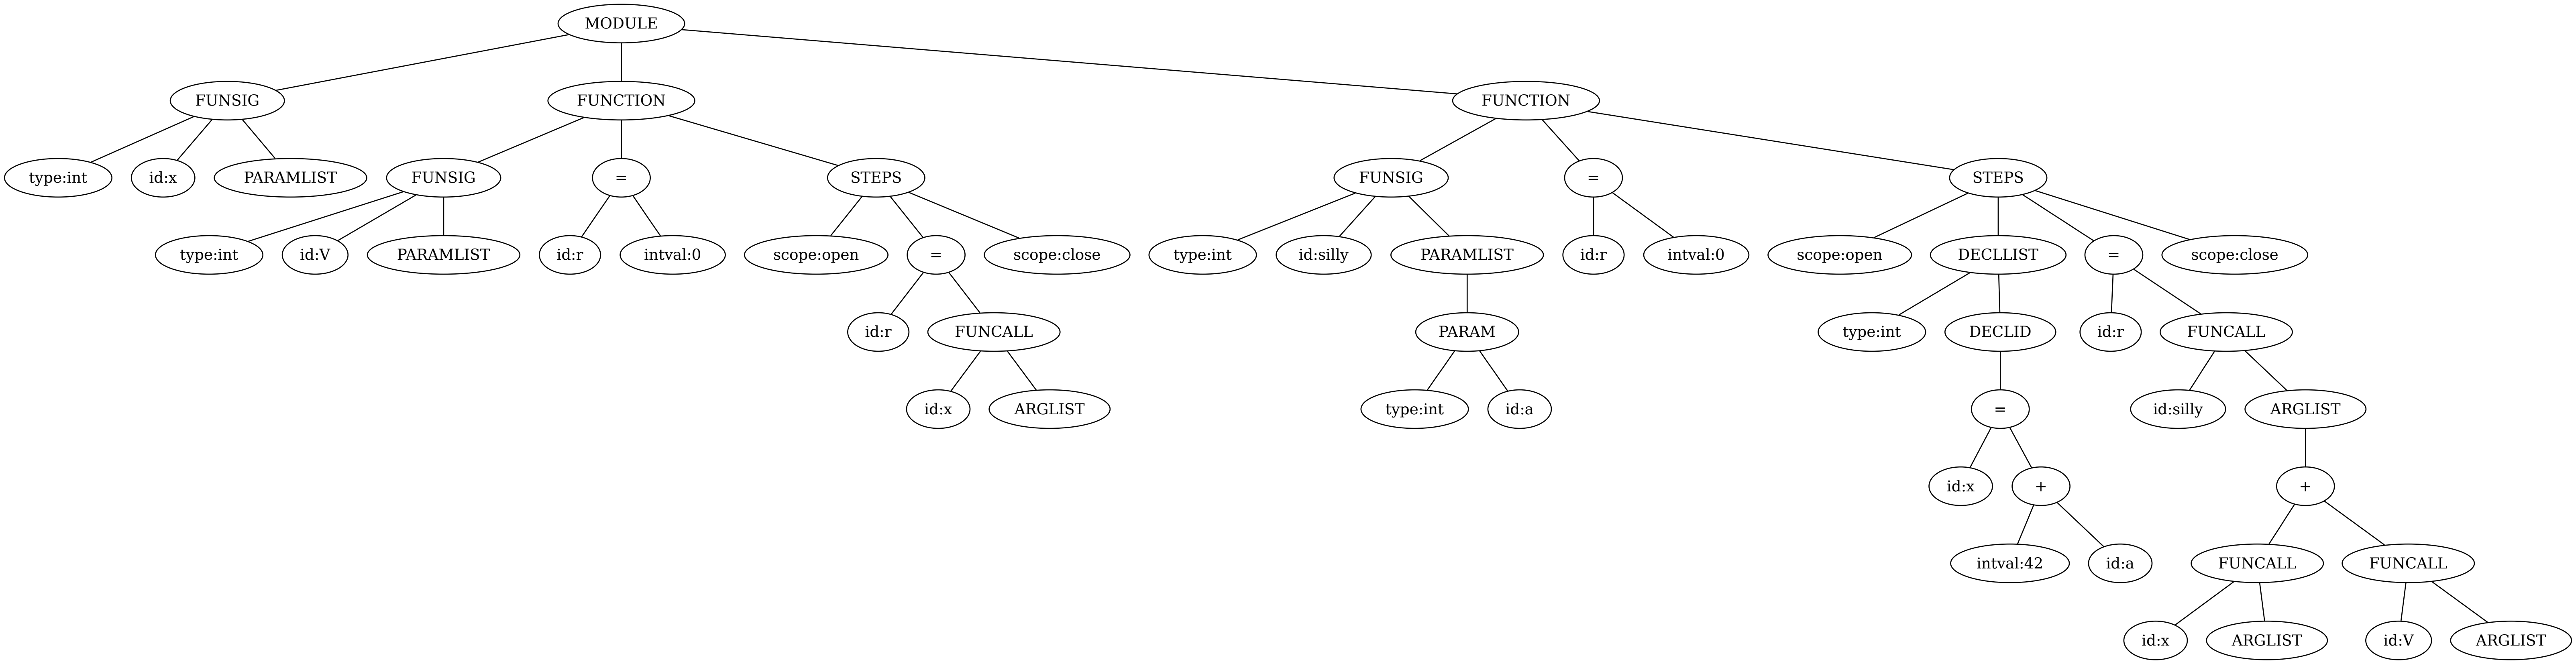 MODULE
FUNSIG FUNCTION FUNCTION
type:int id:x PARAMLIST FUNSIG = STEPS FUNSIG = STEPS
type:int id:V PARAMLIST id:r intval:0 scope:open = scope:close type:int id:silly PARAMLIST id:r intval:0 scope:open DECLLIST = scope:close
id:r FUNCALL PARAM type:int DECLID id:r FUNCALL
id:x ARGLIST type:int id:a = id:silly ARGLIST
id:x + +
intval:42 id:a FUNCALL FUNCALL
id:x ARGLIST id:V ARGLIST